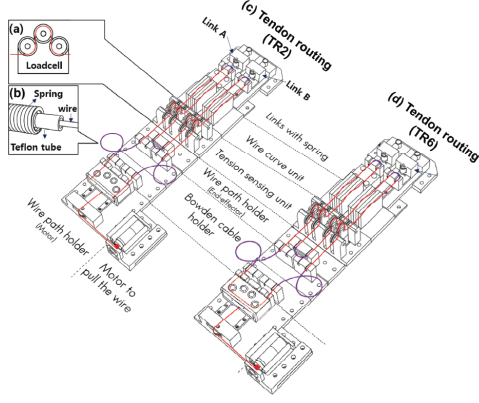 (a)
Loadcell
(b)
Spring
wire
Teflon tube
(c) Tendon routing
(TR2)
Link A
Link B
(d) Tendon routing
(TR6)
Links with spring
Wire curve unit
Tension sensing unit
Wire path holder
(End-effector)
Bowden cable
holder
Wire path holder
(Motor)
Motor to
pull the wire